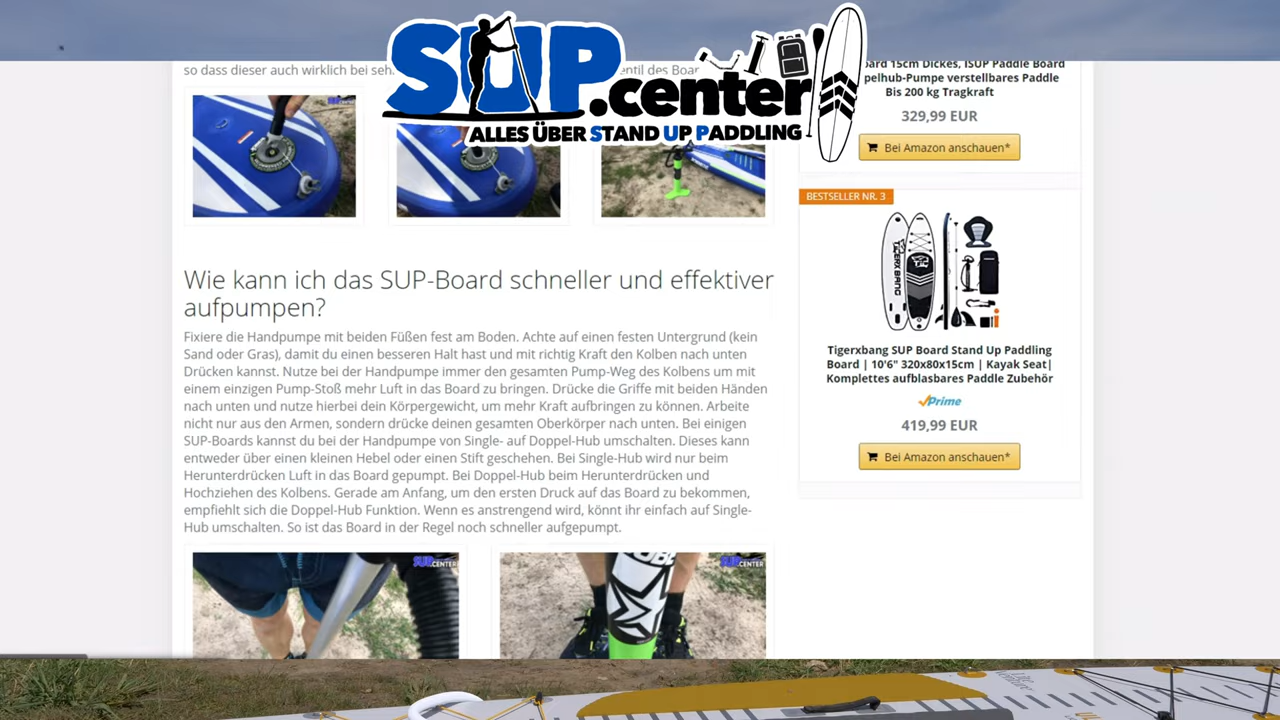 SUP.center
ALLES ÜBER STAND UP PADDLING
so dass dieser auch wirklich bei
entil des Boar
Wie kann ich das SUP-Board schneller und effektiver
aufpumpen?
Fixiere die Handpumpe mit beiden Füßen fest am Boden. Achte auf einen festen Untergrund (kein
Sand oder Gras), damit du einen besseren Halt hast und mit richtig Kraft den Kolben nach unten
Drücken kannst. Nutze bei der Handpumpe immer den gesamten Pump-Weg des Kolbens um mit
einem einzigen Pump-Stoß mehr Luft in das Board zu bringen. Drücke die Griffe mit beiden Händen
nach unten und nutze hierbei dein Körpergewicht, um mehr Kraft aufbringen zu können. Arbeite
nicht nur aus den Armen, sondern drücke deinen gesamten Oberkörper nach unten. Bei einigen
SUP-Boards kannst du bei der Handpumpe von Single- auf Doppel-Hub umschalten. Dieses kann
entweder über einen kleinen Hebel oder einen Stift geschehen. Bei Single-Hub wird nur beim
Herunterdrücken Luft in das Board gepumpt. Bei Doppel-Hub beim Herunterdrücken und
Hochziehen des Kolbens. Gerade am Anfang, um den ersten Druck auf das Board zu bekommen,
empfiehlt sich die Doppel-Hub Funktion. Wenn es anstrengend wird, könnt ihr einfach auf Single-
Hub umschalten. So ist das Board in der Regel noch schneller aufgepumpt.
SUP.CENTER
SUP.CENTER
ard 15cm Dickes, ISUP Paddle Board
pelhub-Pumpe verstellbares Paddle
Bis 200 kg Tragkraft
329,99 EUR
Bei Amazon anschauen*
BESTSELLER NR. 3
TIGERXBANG
Tigerxbang SUP Board Stand Up Paddling
Board | 10'6" 320x80x15cm | Kayak Seat|
Komplettes aufblasbares Paddle Zubehör
Prime
419,99 EUR
Bei Amazon anschauen*